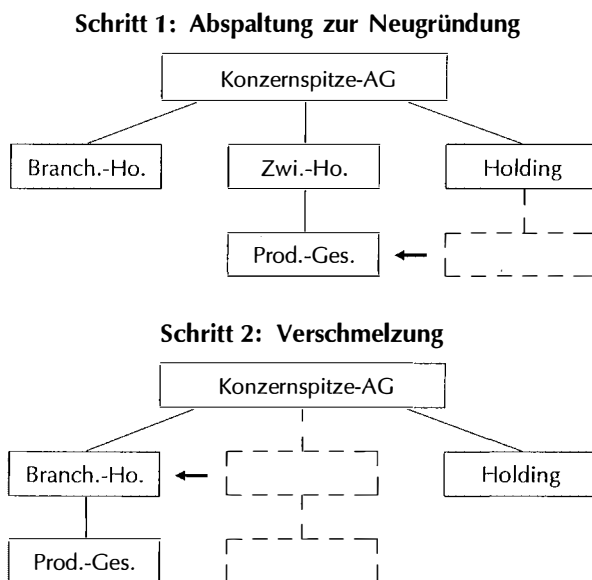 Schritt 1: Abspaltung zur Neugründung
Konzernspitze-AG
Branch.-Ho. Zwi.-Ho. Holding
Prod.-Ges.
Schritt 2: Verschmelzung
Konzernspitze-AG
Branch.-Ho. Holding
Prod.-Ges.